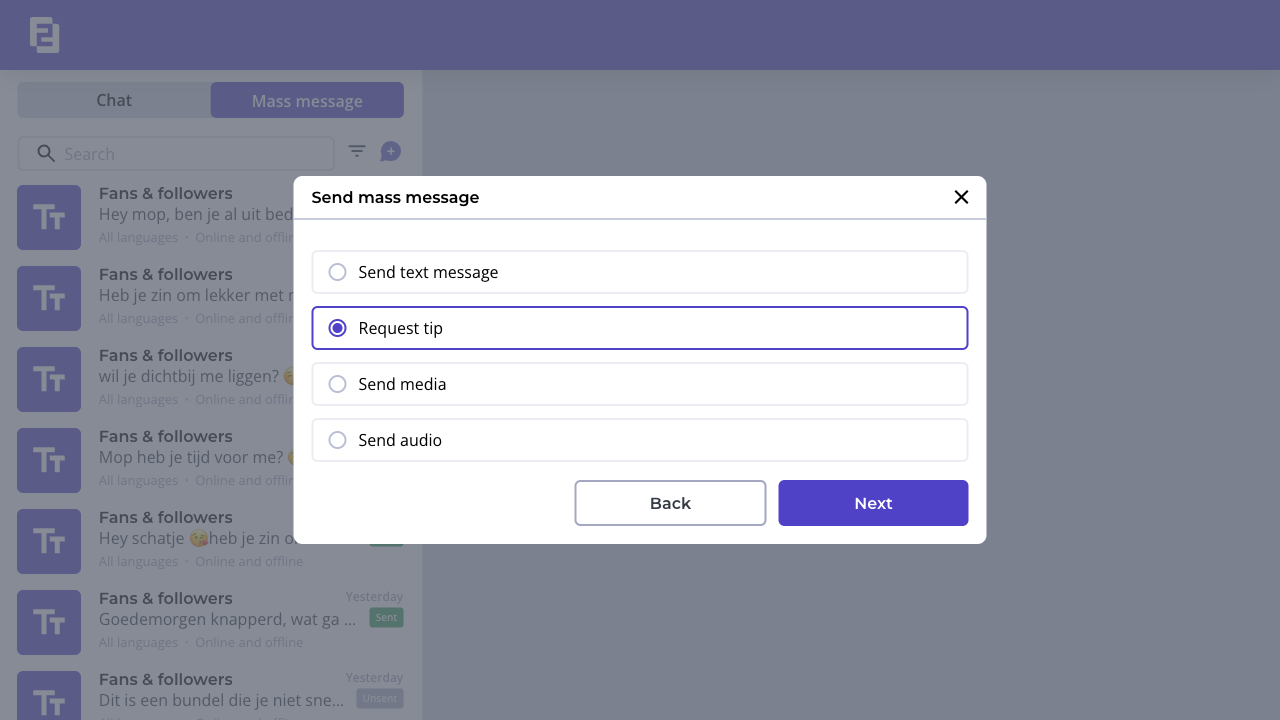 Chat
Mass message
Search
Fans & followers
Hey mop, ben je al uit bed
All languages · Online and offlin
Fans & followers
Heb je zin om lekker met
All languages · Online and offlin
Fans & followers
wil je dichtbij me liggen?
All languages · Online and offlin
Fans & followers
Mop heb je tijd voor me?
All languages · Online and offlin
Fans & followers
Hey schatje 😘heb je zin o
All languages · Online and offline
Fans & followers
Yesterday
Goedemorgen knapperd, wat ga ...
Sent
All languages · Online and offline
Fans & followers
Yesterday
Dit is een bundel die je niet sne...
Unsent
Send mass message
Send text message
Request tip
Send media
Send audio
Back
Next